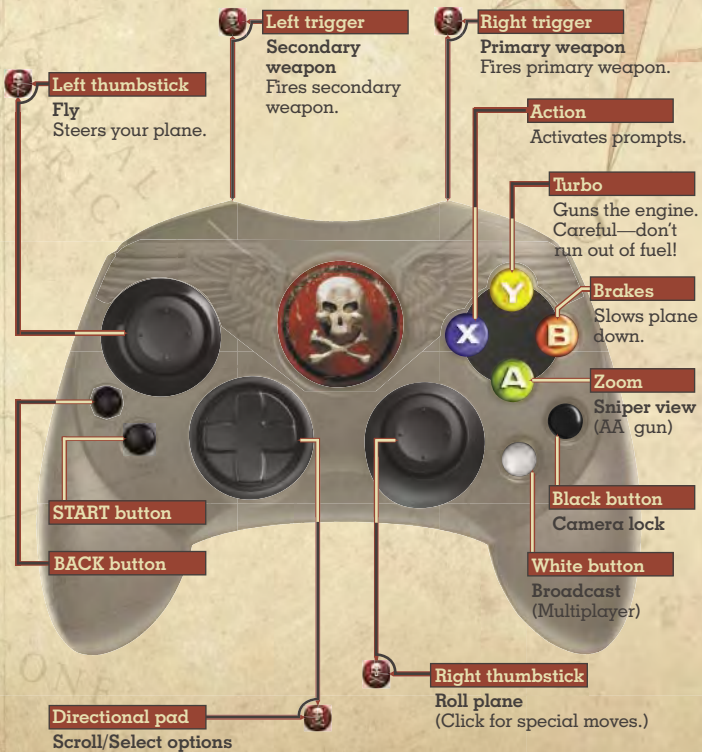 Left trigger
Secondary
weapon
Fires secondary
weapon.
Right trigger
Primary weapon
Fires primary weapon.
Left thumbstick
Fly
Steers your plane.
Action
Activates prompts.
Turbo
Guns the engine.
Careful—don't
run out of fuel!
Brakes
Slows plane
down.
Zoom
Sniper view
(AA gun)
Y
X
B
A
Black button
Camera lock
White button
Broadcast
(Multiplayer)
START button
BACK button
Right thumbstick
Roll plane
(Click for special moves.)
Directional pad
Scroll/Select options